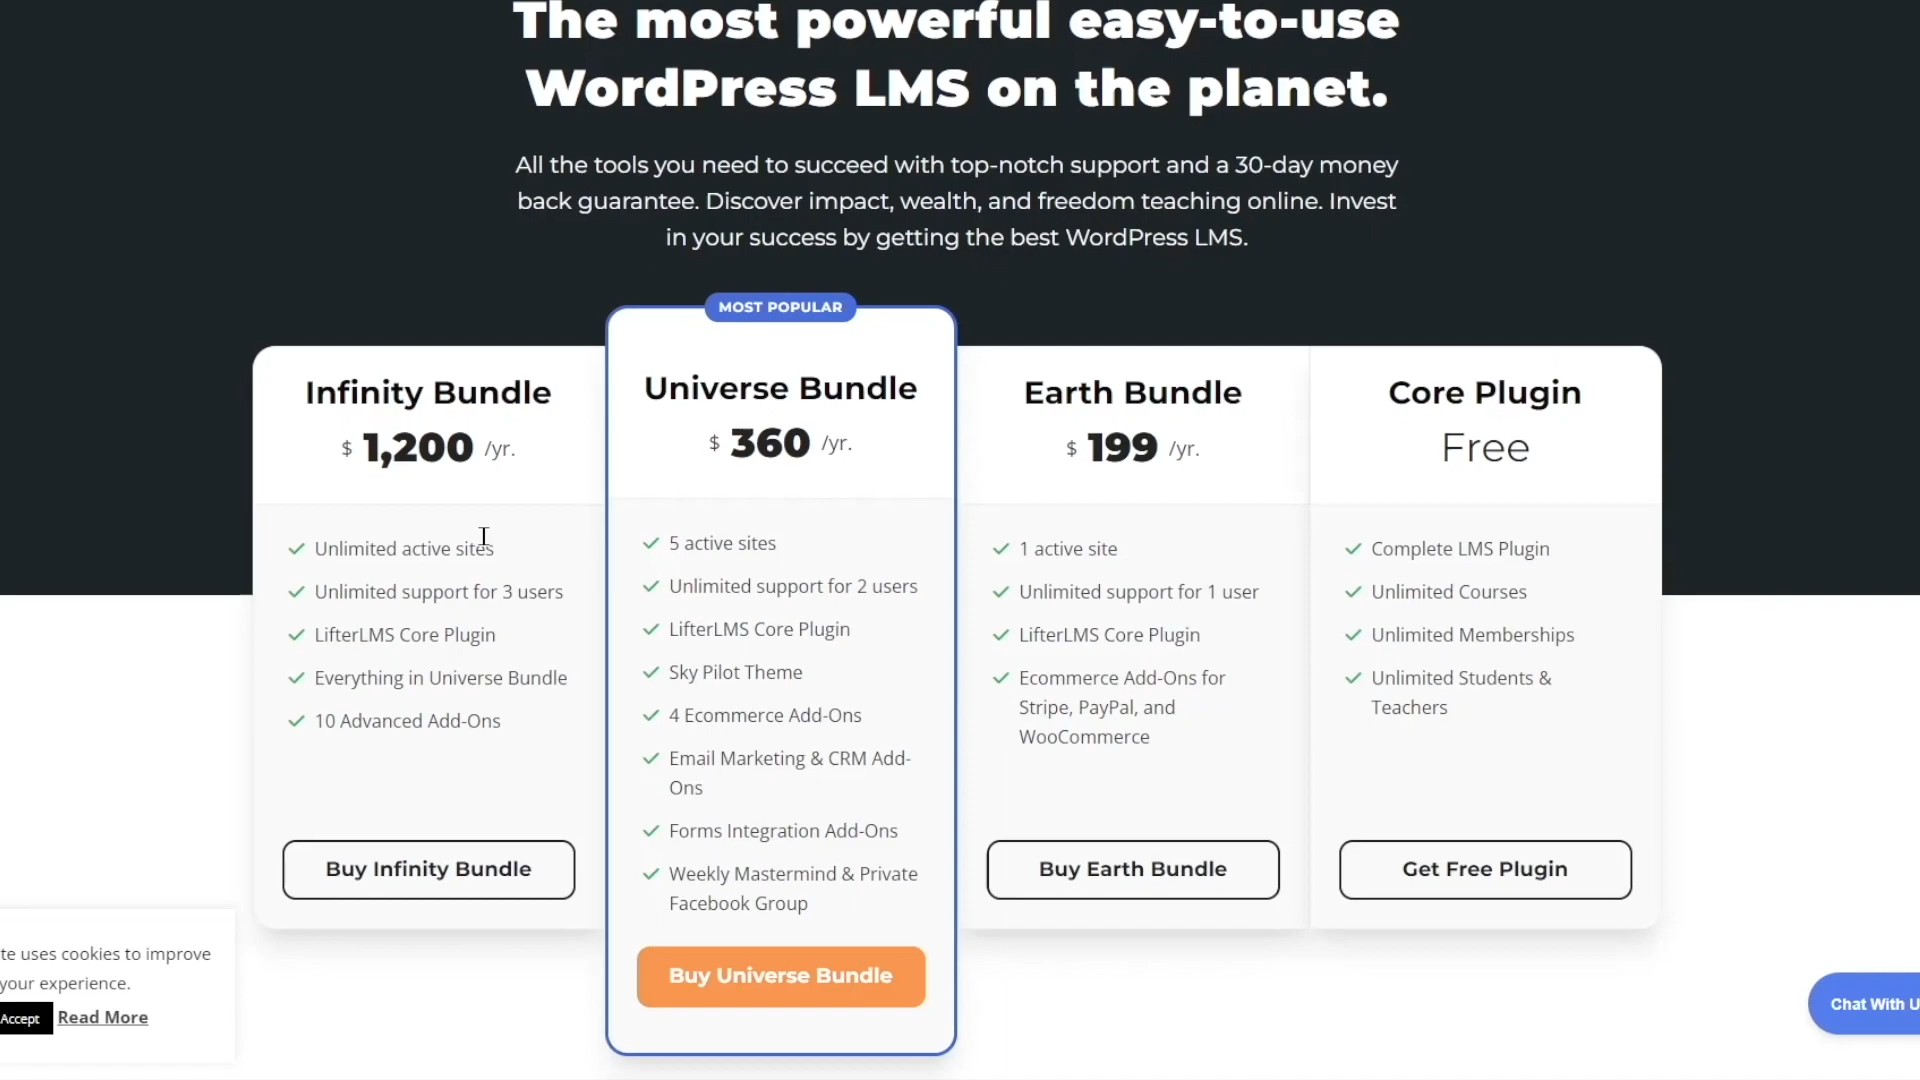 The most powerful easy-to-use
WordPress LMS on the planet.
All the tools you need to succeed with top-notch support and a 30-day money
back guarantee. Discover impact, wealth, and freedom teaching online. Invest
in your success by getting the best WordPress LMS.
Infinity Bundle
$ 1,200 /yr.
Unlimited active sites
Unlimited support for 3 users
LifterLMS Core Plugin
Everything in Universe Bundle
10 Advanced Add-Ons
Buy Infinity Bundle
MOST POPULAR
Universe Bundle
$ 360 /yr.
5 active sites
Unlimited support for 2 users
LifterLMS Core Plugin
Sky Pilot Theme
4 Ecommerce Add-Ons
Email Marketing & CRM Add-
Ons
Forms Integration Add-Ons
Weekly Mastermind & Private
Facebook Group
Buy Universe Bundle
Earth Bundle
$ 199 /yr.
1 active site
Unlimited support for 1 user
LifterLMS Core Plugin
Ecommerce Add-Ons for
Stripe, PayPal, and
WooCommerce
Buy Earth Bundle
Core Plugin
Free
Complete LMS Plugin
Unlimited Courses
Unlimited Memberships
Unlimited Students &
Teachers
Get Free Plugin
te uses cookies to improve
your experience.
Accept Read More
Chat With U